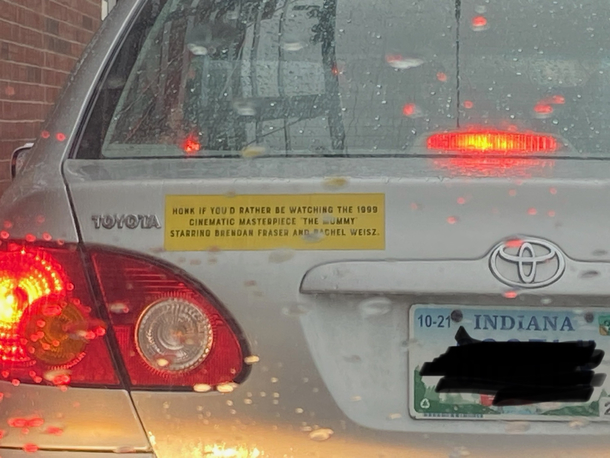 TOYOTA
HONK IF YOU'D RATHER BE WATCHING THE 1999
CINEMATIC MASTERPIECE "THE MUMMY"
STARRING BRENDAN FRASER AND RACHEL WEISZ.
10-21
INDIANA